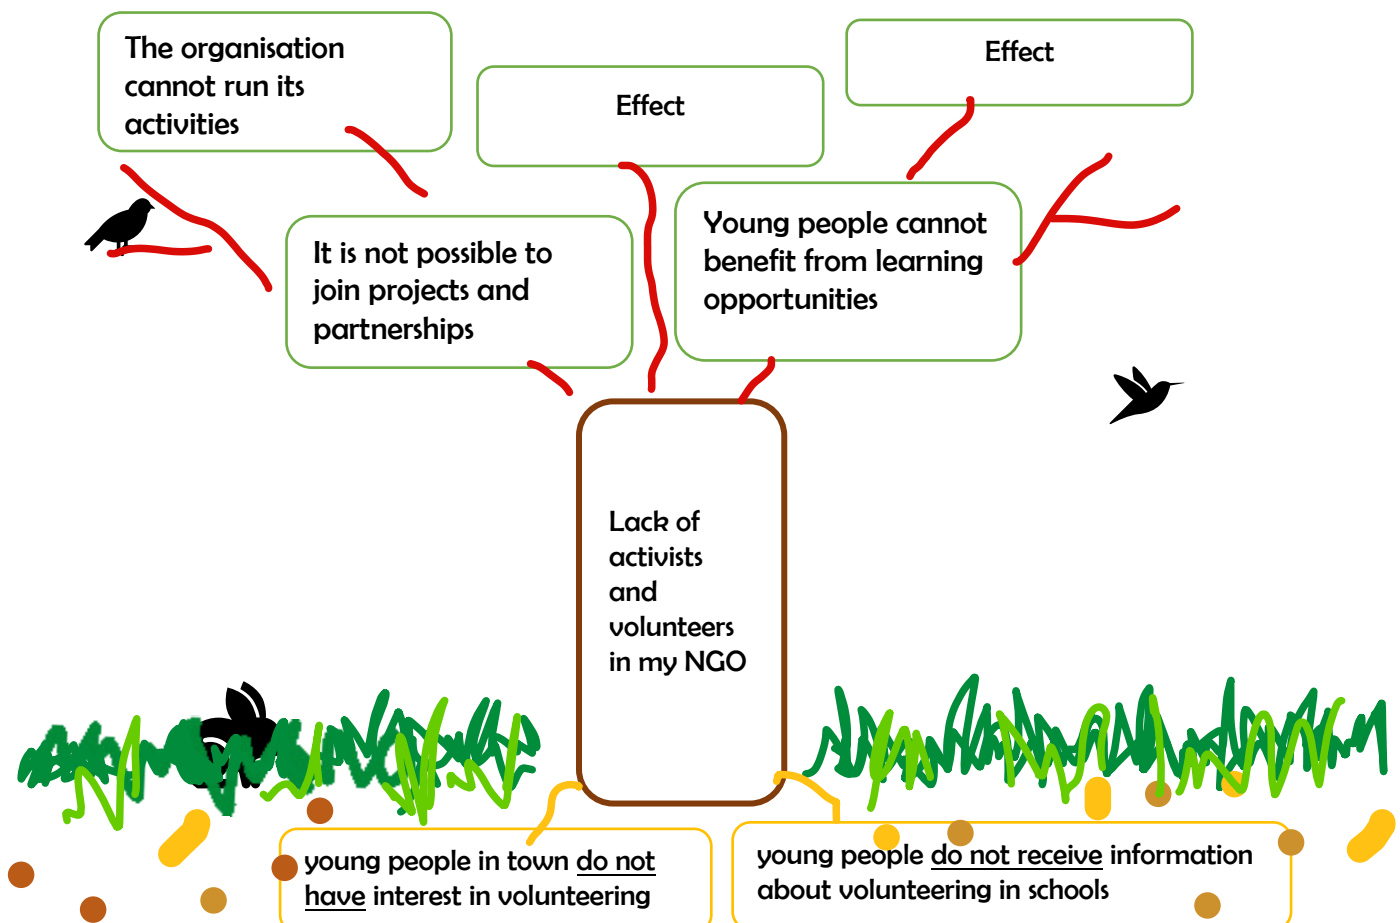 The organisation
cannot run its
activities
Effect
Effect
It is not possible to
join projects and
partnerships
Young people cannot
benefit from learning
opportunities
Lack of
activists
and
volunteers
in my NGO
young people in town do not
have interest in volunteering
young people do not receive information
about volunteering in schools